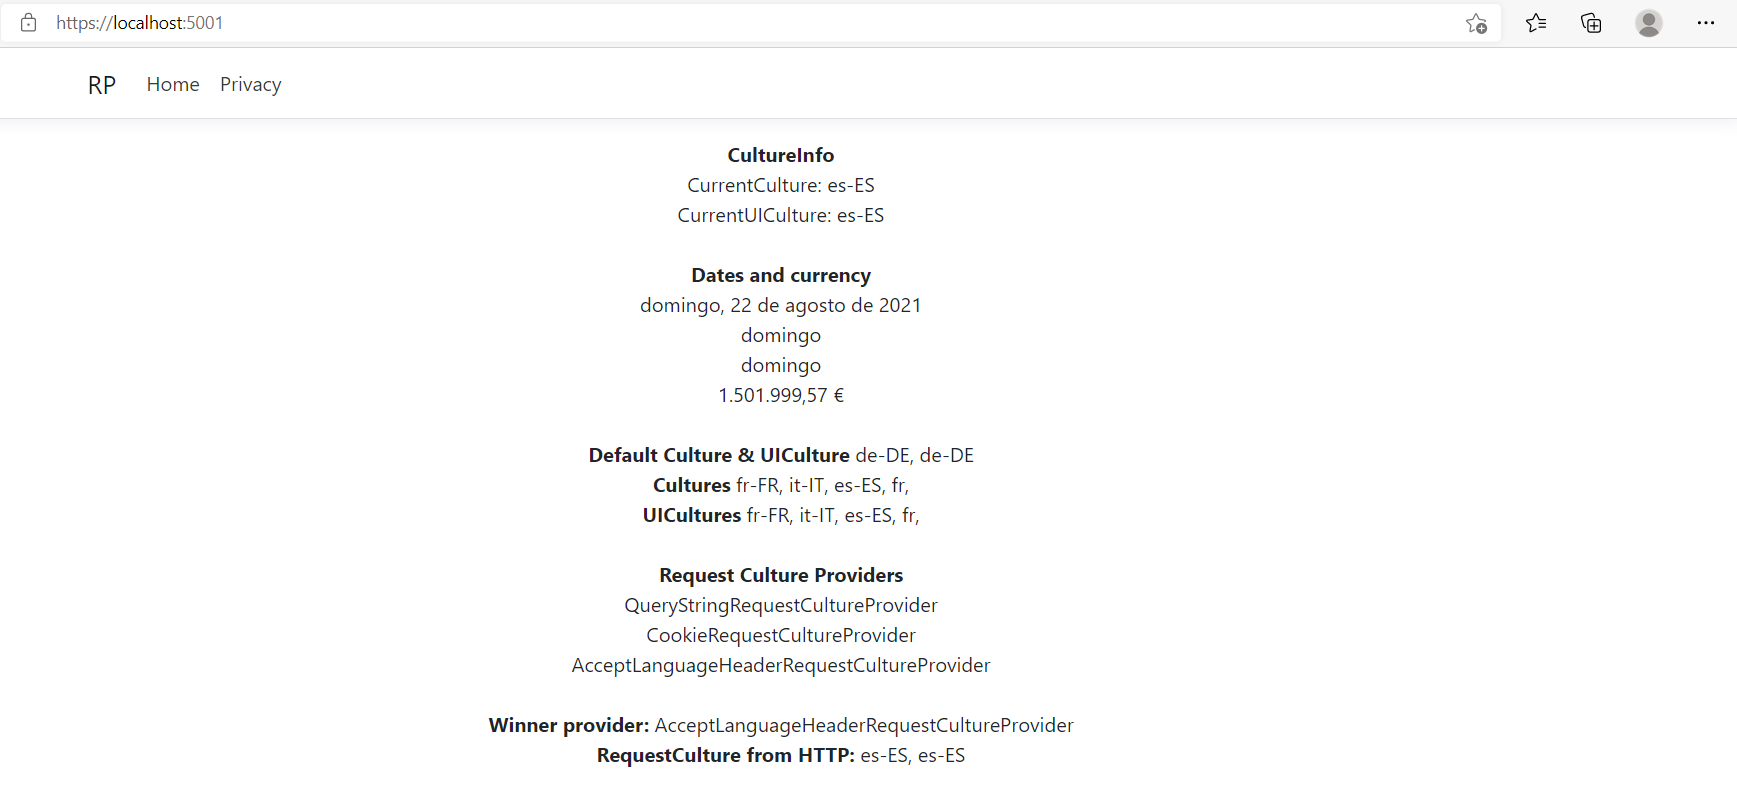 https://localhost:5001
RP Home Privacy
CultureInfo
CurrentCulture: es-ES
CurrentUICulture: es-ES
Dates and currency
domingo, 22 de agosto de 2021
domingo
domingo
1.501.999,57 €
Default Culture & UICulture de-DE, de-DE
Cultures fr-FR, it-IT, es-ES, fr,
UICultures fr-FR, it-IT, es-ES, fr,
Request Culture Providers
QueryStringRequestCultureProvider
CookieRequestCultureProvider
AcceptLanguageHeaderRequestCultureProvider
Winner provider: AcceptLanguageHeaderRequestCultureProvider
RequestCulture from HTTP: es-ES, es-ES